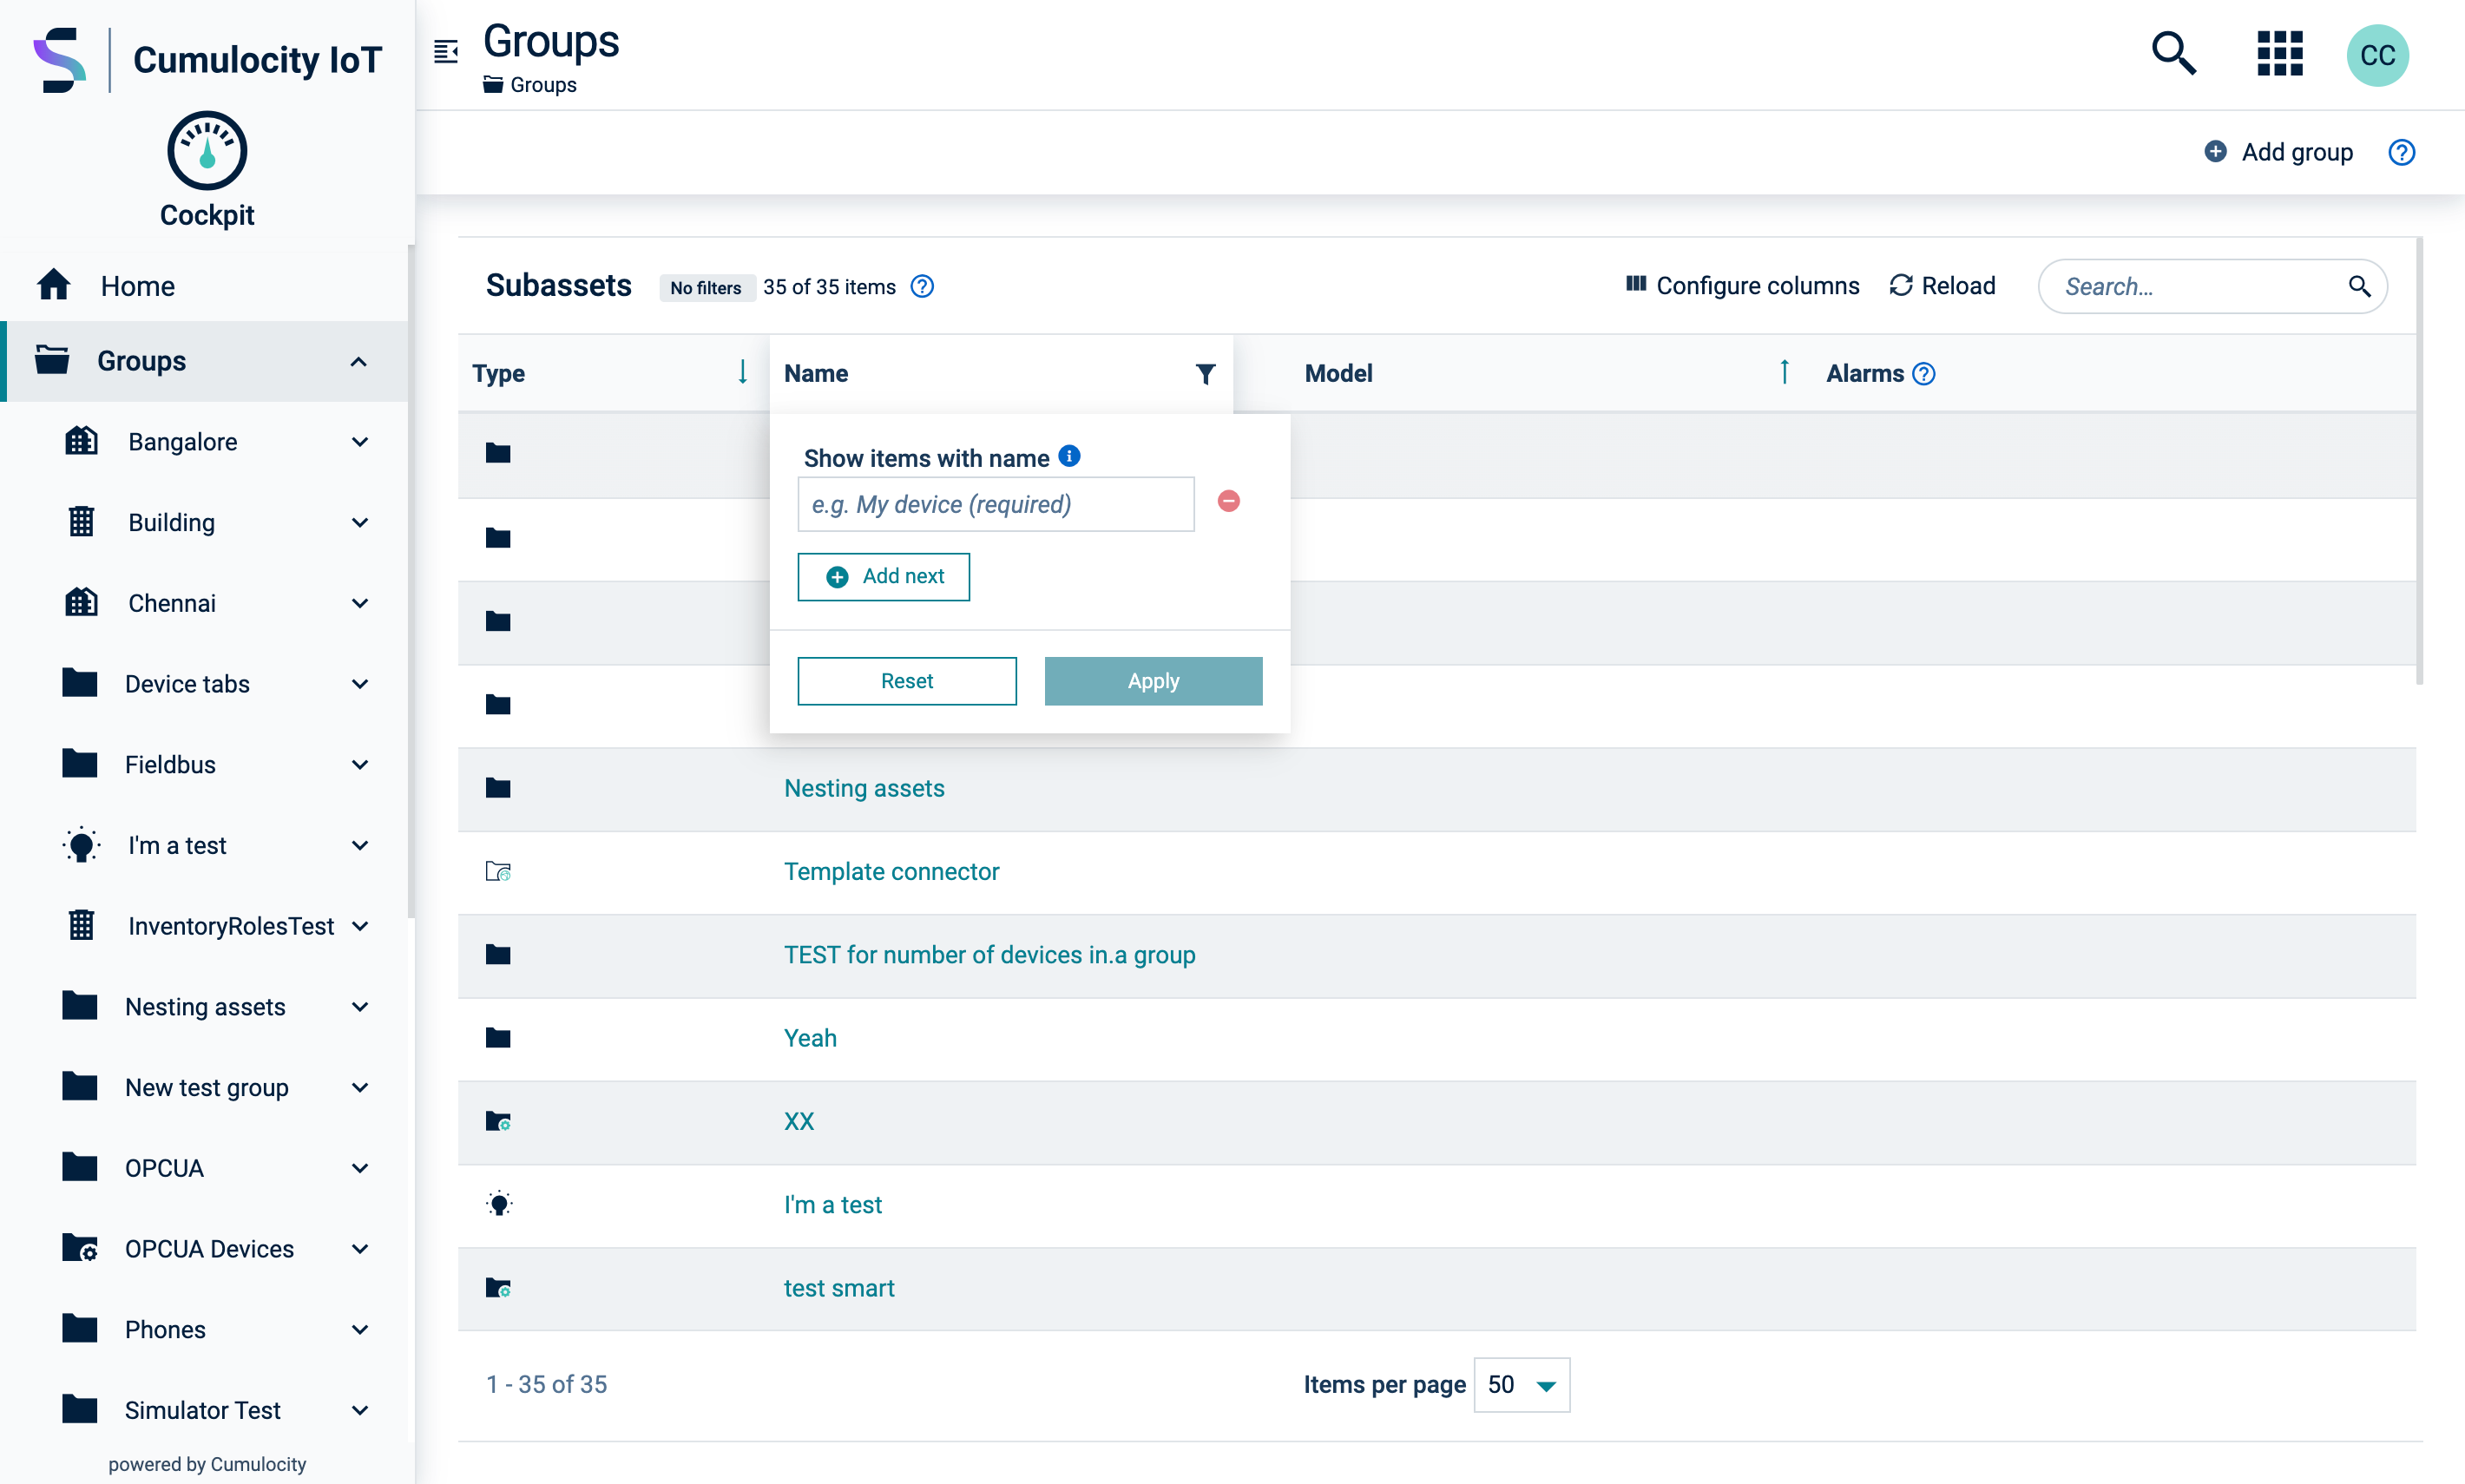 Cumulocity IoT
Cockpit
Home
Groups
Bangalore
Building
Chennai
Device tabs
Fieldbus
I'm a test
InventoryRolesTest
Nesting assets
New test group
OPCUA
OPCUA Devices
Phones
Simulator Test
powered by Cumulocity
Groups
Groups
CC
Add group
Subassets No filters 35 of 35 items
Configure columns Reload Search...
Type Name Model Alarms
Show items with name
e.g. My device (required)
Add next
Reset Apply
Nesting assets
Template connector
TEST for number of devices in.a group
Yeah
XX
I'm a test
test smart
1 - 35 of 35 Items per page 50